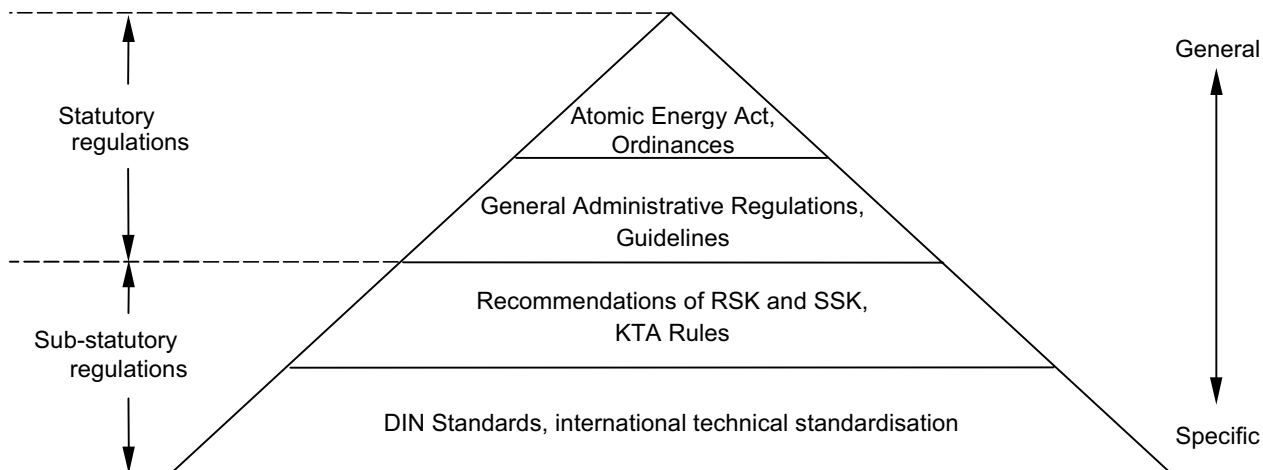 General
Statutory
regulations
Atomic Energy Act,
Ordinances
General Administrative Regulations,
Guidelines
Recommendations of RSK and SSK,
KTA Rules
Sub-statutory
regulations
DIN Standards, international technical standardisation
Specific